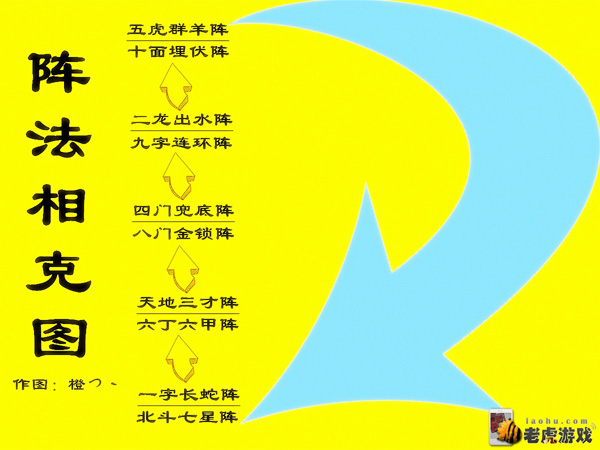 阵法相克图
作图：橙つ、
五虎群羊阵
十面埋伏阵
二龙出水阵
九字连环阵
四门兜底阵
八门金锁阵
天地三才阵
六丁六甲阵
一字长蛇阵
北斗七星阵
laohu.com
老虎游戏